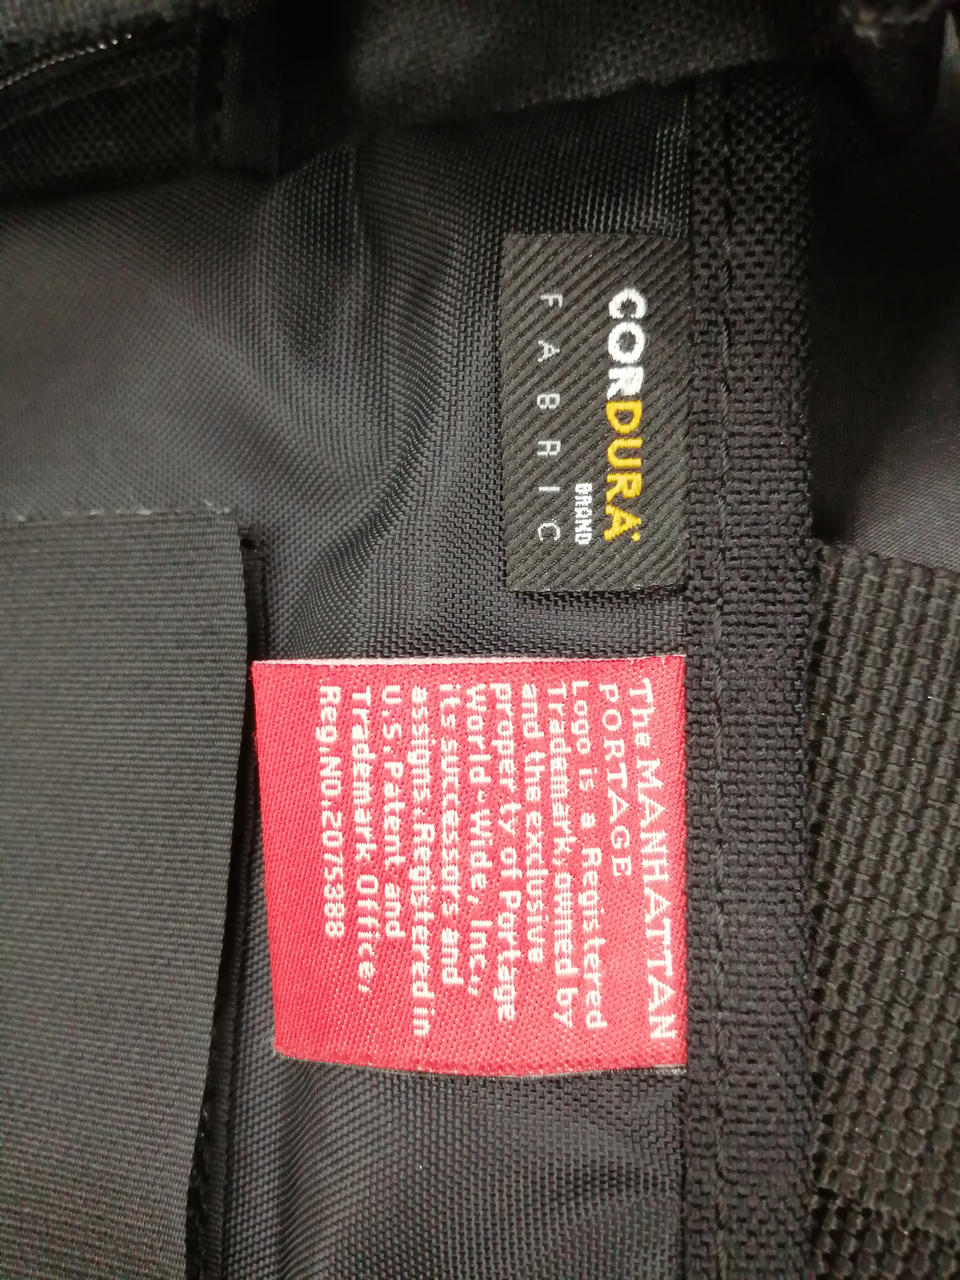 CORDURA
BRAND
FABRIC
The MANHATTAN
PORTAGE
Logo is a Registered
Trademark,owned by
and the exclusive
property of Portage
World-Wide, Inc.,
its successors and
assigns.Registered in
U.S.Patent and
Trademark Office,
Reg.NO.2075388